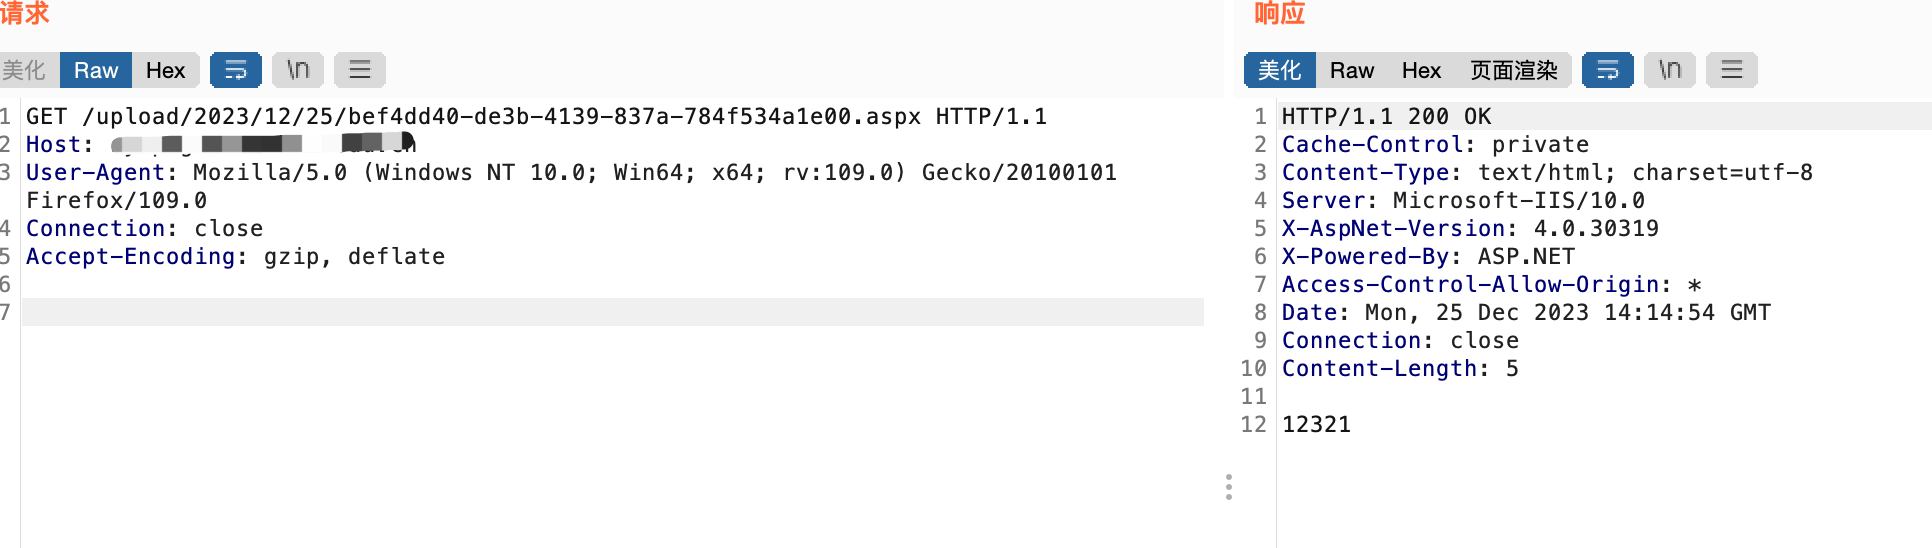 请求
美化 Raw Hex \n
1 GET /upload/2023/12/25/bef4dd40-de3b-4139-837a-784f534a1e00.aspx HTTP/1.1
2 Host:
3 User-Agent: Mozilla/5.0 (Windows NT 10.0; Win64; x64; rv:109.0) Gecko/20100101
Firefox/109.0
4 Connection: close
5 Accept-Encoding: gzip, deflate
6
7
响应
美化 Raw Hex 页面渲染 \n
1 HTTP/1.1 200 OK
2 Cache-Control: private
3 Content-Type: text/html; charset=utf-8
4 Server: Microsoft-IIS/10.0
5 X-AspNet-Version: 4.0.30319
6 X-Powered-By: ASP.NET
7 Access-Control-Allow-Origin: *
8 Date: Mon, 25 Dec 2023 14:14:54 GMT
9 Connection: close
10 Content-Length: 5
11
12 12321